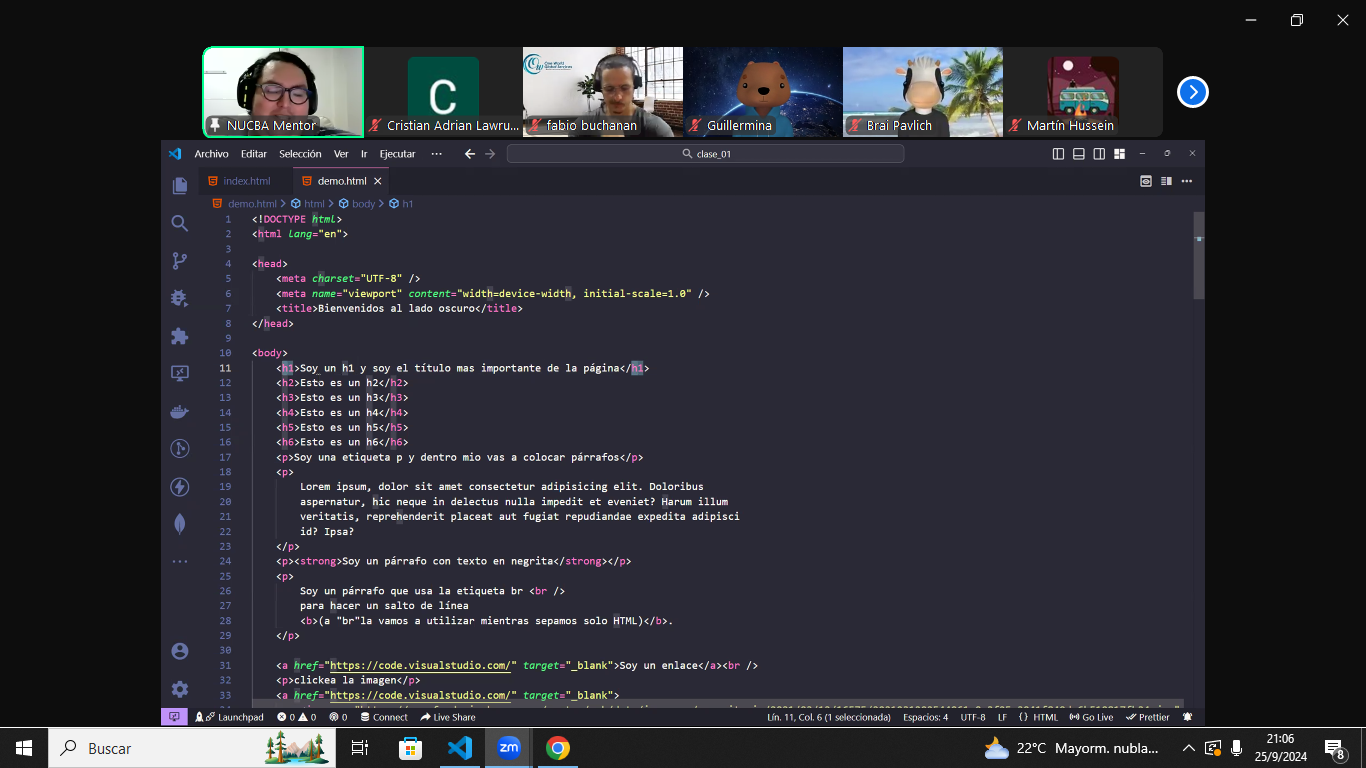 One World
Global Services
C
NUCBA Mentor
Cristian Adrian Lawru...
fabio buchanan
Guillermina
Brai Pavlich
Martín Hussein
Archivo Editar Selección Ver Ir Ejecutar ···
clase_01
index.html
demo.html
demo.html > html > body > h1
1 <!DOCTYPE html>
2 <html lang="en">
3
4 <head>
5 <meta charset="UTF-8" />
6 <meta name="viewport" content="width=device-width, initial-scale=1.0" />
7 <title>Bienvenidos al lado oscuro</title>
8 </head>
9
10 <body>
11 <h1>Soy un h1 y soy el título mas importante de la página</h1>
12 <h2>Esto es un h2</h2>
13 <h3>Esto es un h3</h3>
14 <h4>Esto es un h4</h4>
15 <h5>Esto es un h5</h5>
16 <h6>Esto es un h6</h6>
17 <p>Soy una etiqueta p y dentro mio vas a colocar párrafos</p>
18 <p>
19 Lorem ipsum, dolor sit amet consectetur adipisicing elit. Doloribus
20 aspernatur, hic neque in delectus nulla impedit et eveniet? Harum illum
21 veritatis, reprehenderit placeat aut fugiat repudiandae expedita adipisci
22 id? Ipsa?
23 </p>
24 <p><strong>Soy un párrafo con texto en negrita</strong></p>
25 <p>
26 Soy un párrafo que usa la etiqueta br <br />
27 para hacer un salto de línea
28 <b>(a "br"la vamos a utilizar mientras sepamos solo HTML)</b>.
29 </p>
30
31 <a href="https://code.visualstudio.com/" target="_blank">Soy un enlace</a><br />
32 <p>clickea la imagen</p>
33 <a href="https://code.visualstudio.com/" target="_blank">
Launchpad 0 0 0 Connect Live Share
Lín. 11, Col. 6 (1 seleccionada) Espacios: 4 UTF-8 LF {} HTML Go Live Prettier
Buscar
zm
22°C Mayorm. nubla...
21:06
25/9/2024
8